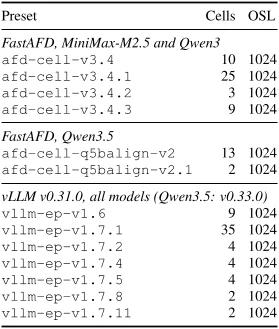 Preset Cells OSL
FastAFD, MiniMax-M2.5 and Qwen3
afd-cell-v3.4 10 1024
afd-cell-v3.4.1 25 1024
afd-cell-v3.4.2 3 1024
afd-cell-v3.4.3 9 1024
FastAFD, Qwen3.5
afd-cell-q5balign-v2 13 1024
afd-cell-q5balign-v2.1 2 1024
vLLM v0.31.0, all models (Qwen3.5: v0.33.0)
vllm-ep-v1.6 9 1024
vllm-ep-v1.7.1 35 1024
vllm-ep-v1.7.2 4 1024
vllm-ep-v1.7.4 4 1024
vllm-ep-v1.7.5 4 1024
vllm-ep-v1.7.8 2 1024
vllm-ep-v1.7.11 2 1024